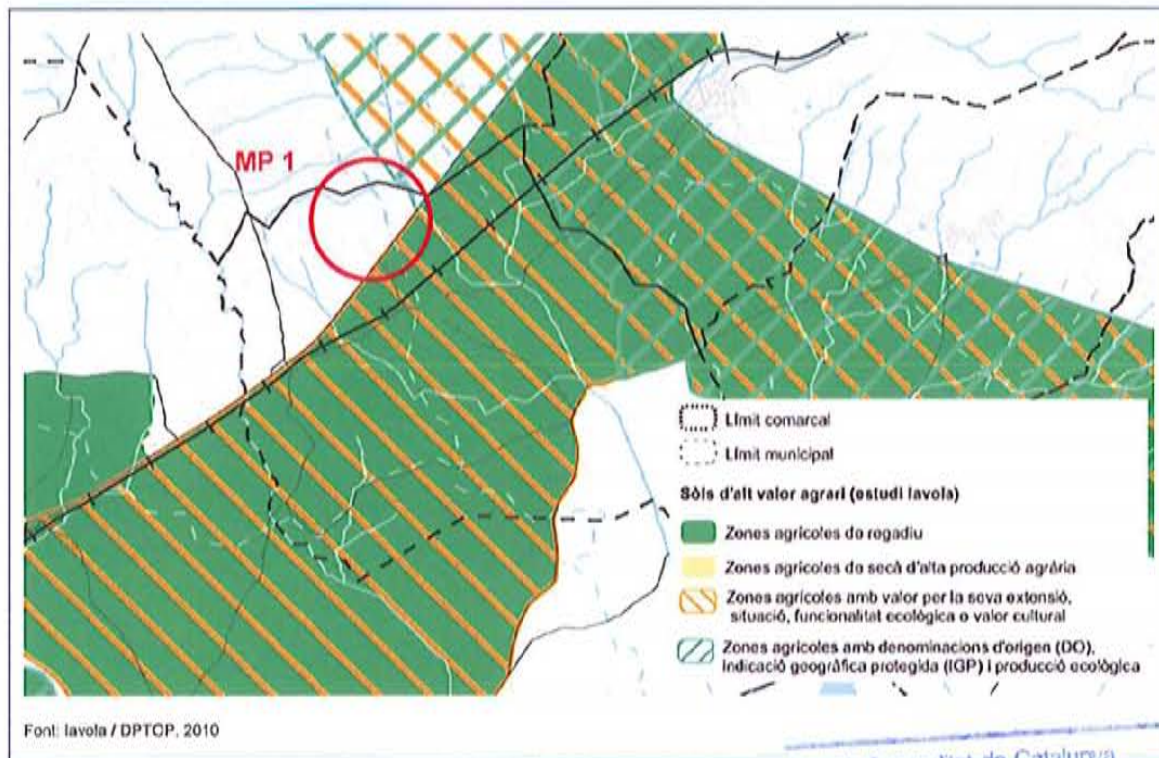 MP 1
Límit comarcal
Límit municipal
Sòls d'alt valor agrari (estudi lavola)
Zones agrícoles de regadiu
Zones agrícoles de secà d'alta producció agrària
Zones agrícoles amb valor per la seva extensió,
situació, funcionalitat ecològica o valor cultural
Zones agrícoles amb denominacions d'origen (DO),
indicació geogràfica protegida (IGP) i producció ecològica
Font: lavola / DPTOP, 2010
de Catalunya